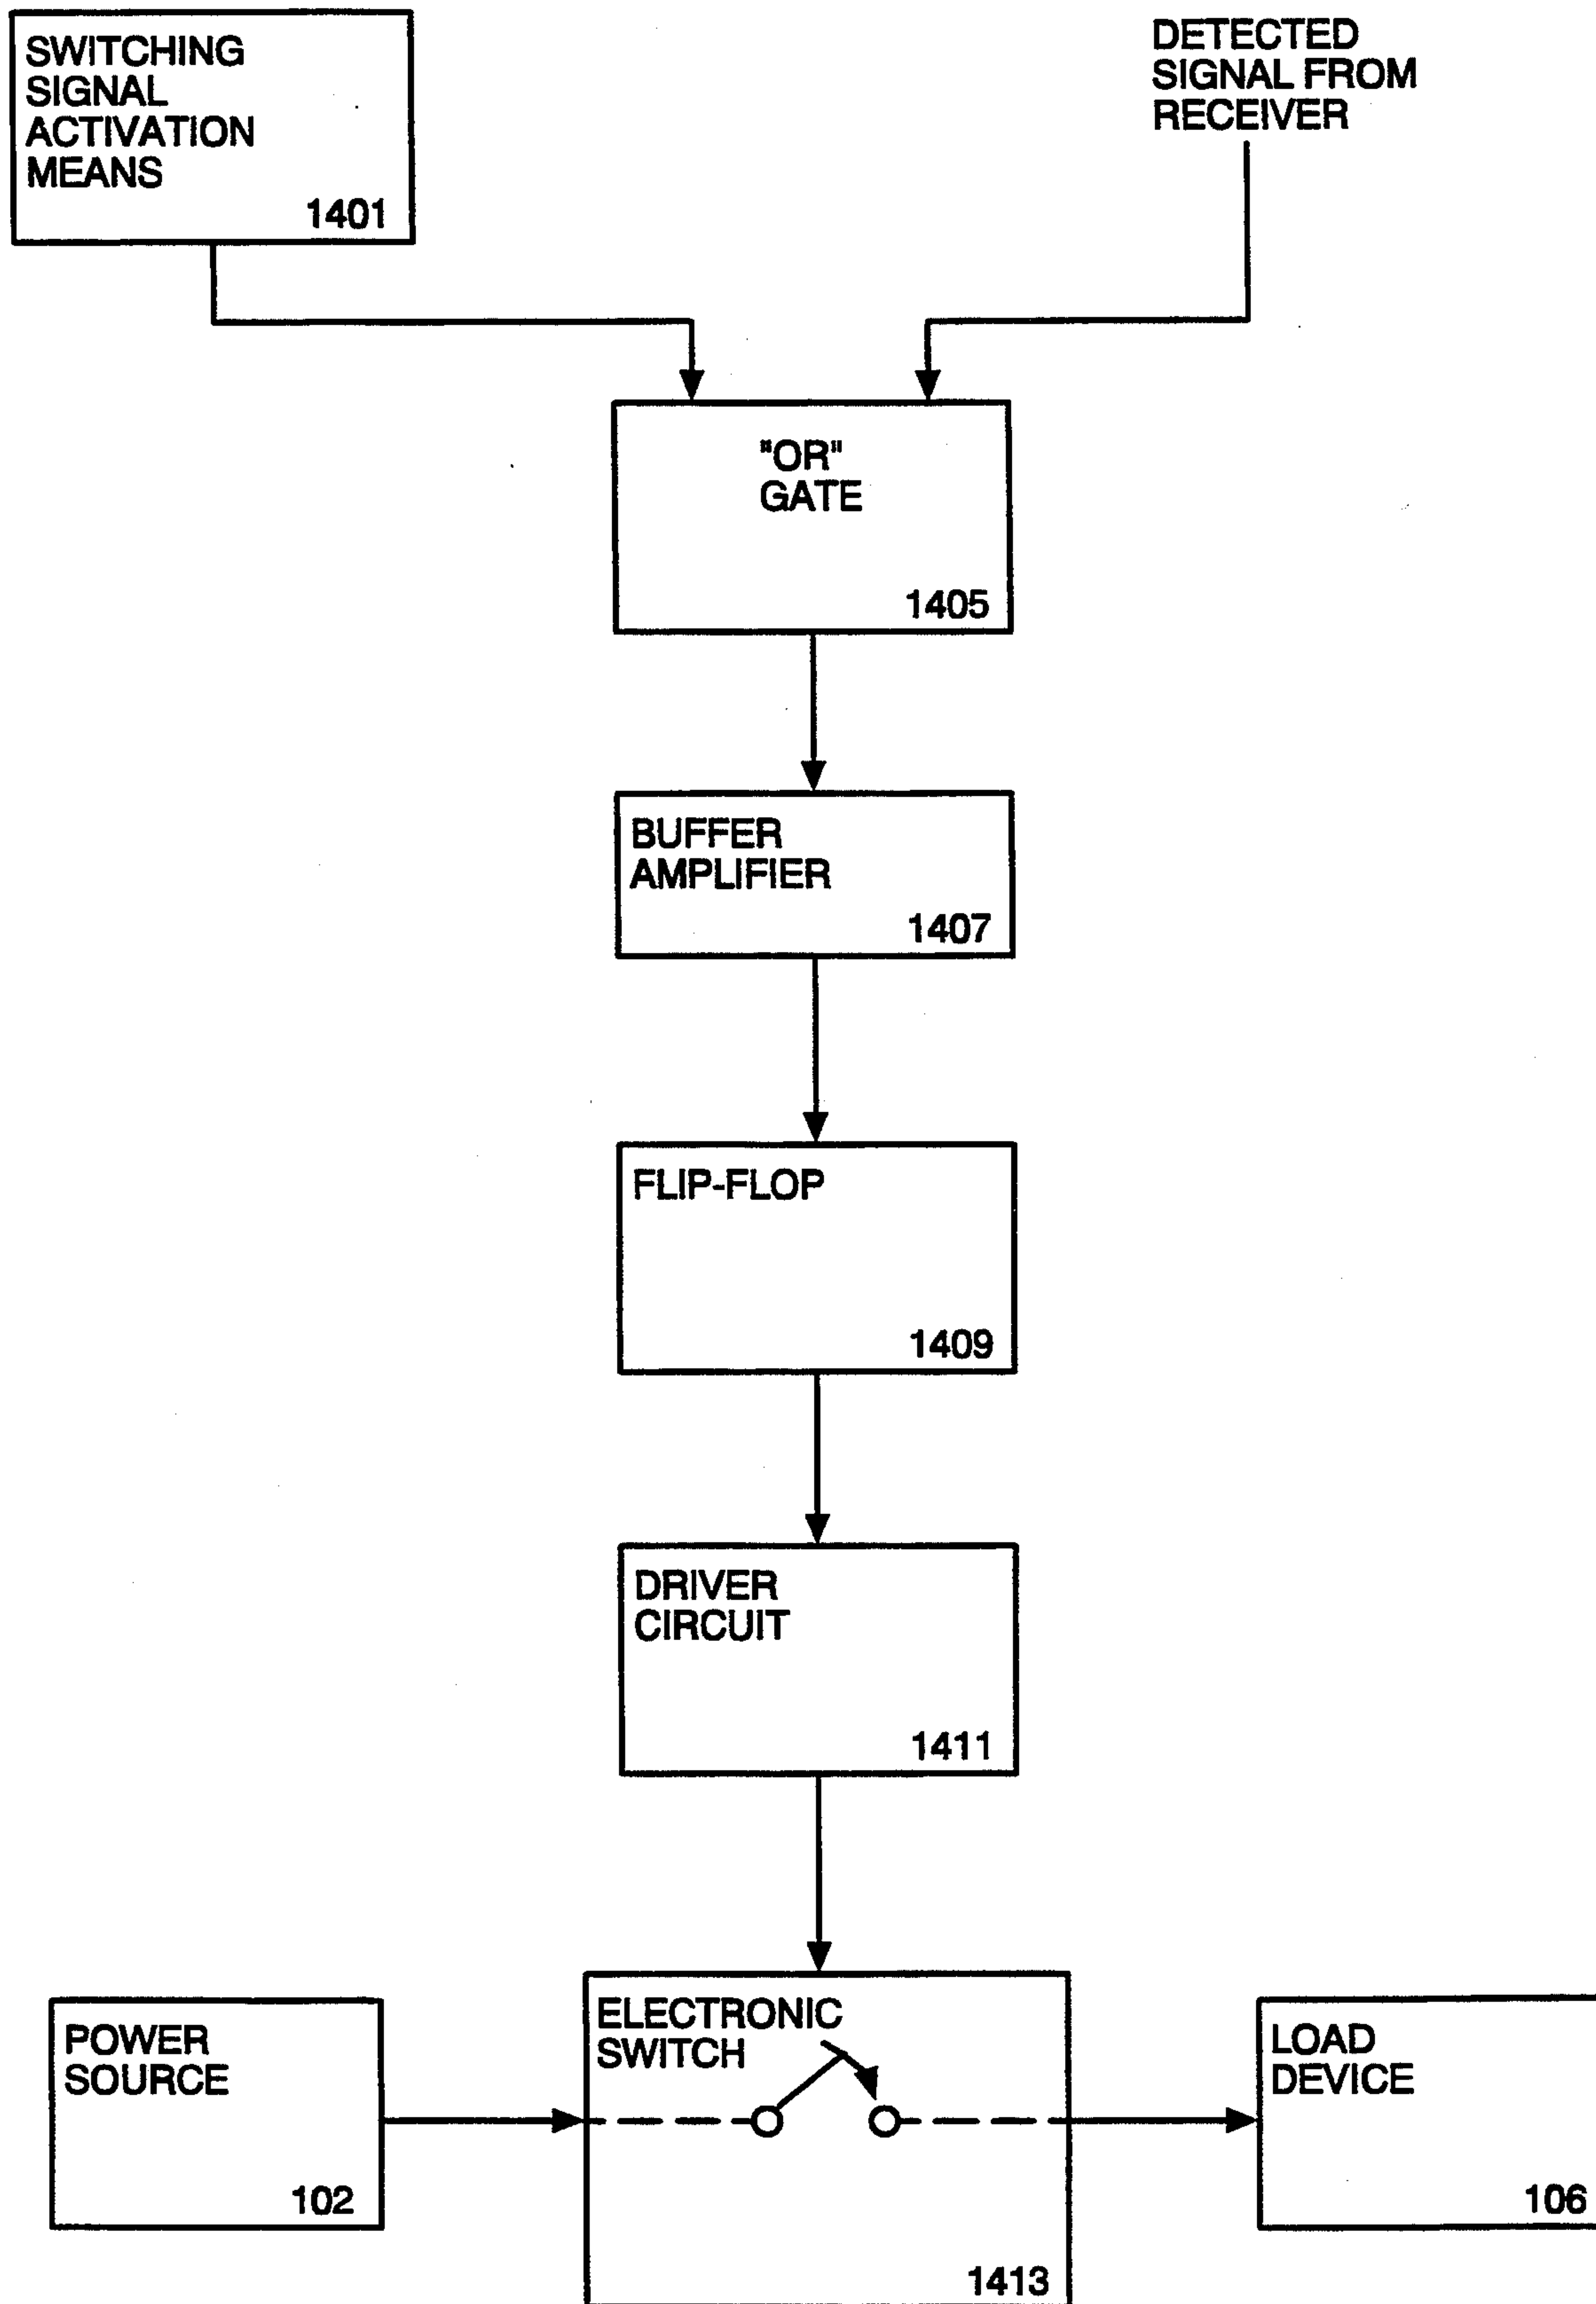 SWITCHING
SIGNAL
ACTIVATION
MEANS
1401
DETECTED
SIGNAL FROM
RECEIVER
"OR"
GATE
1405
BUFFER
AMPLIFIER
1407
FLIP-FLOP
1409
DRIVER
CIRCUIT
1411
POWER
SOURCE
102
ELECTRONIC
SWITCH
1413
LOAD
DEVICE
106